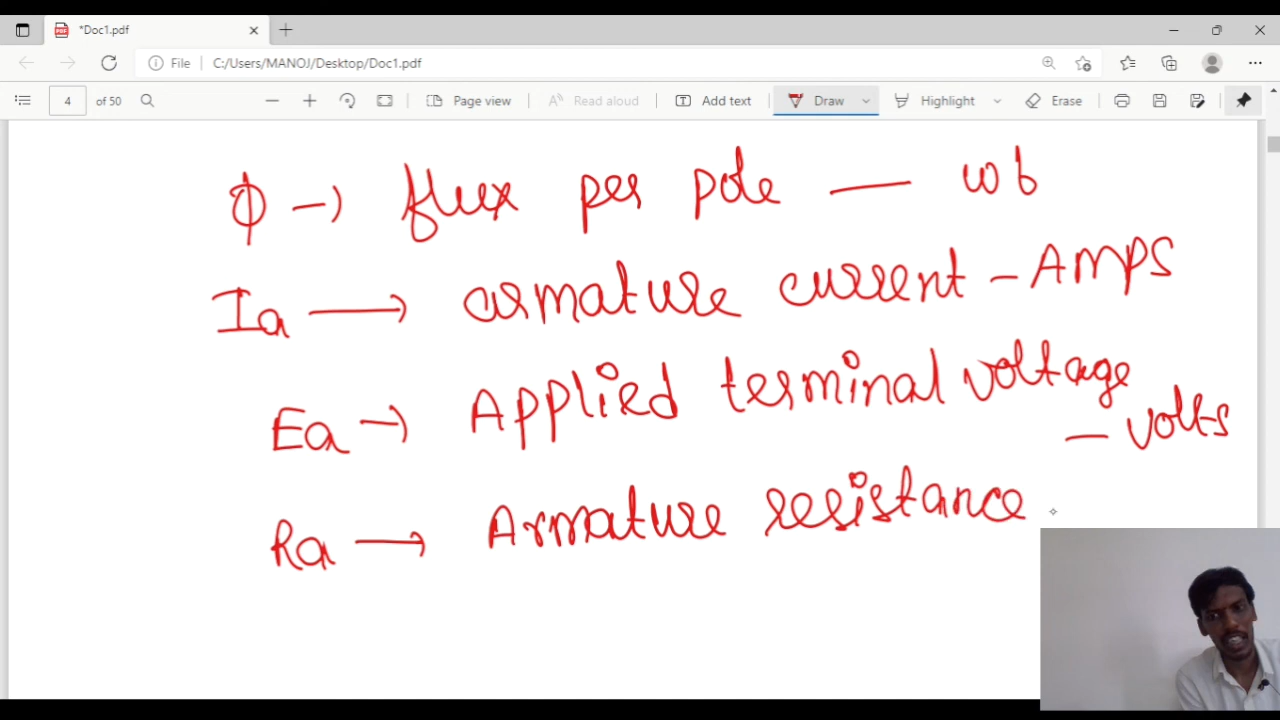 *Doc1.pdf
File C:/Users/MANOJ/Desktop/Doc1.pdf
4 of 50 Page view Read aloud Add text Draw Highlight Erase
ϕ → flux per pole — wb
Ia → armature current - Amps
Ea → Applied terminal voltage
- volts
Ra → Armature resistance